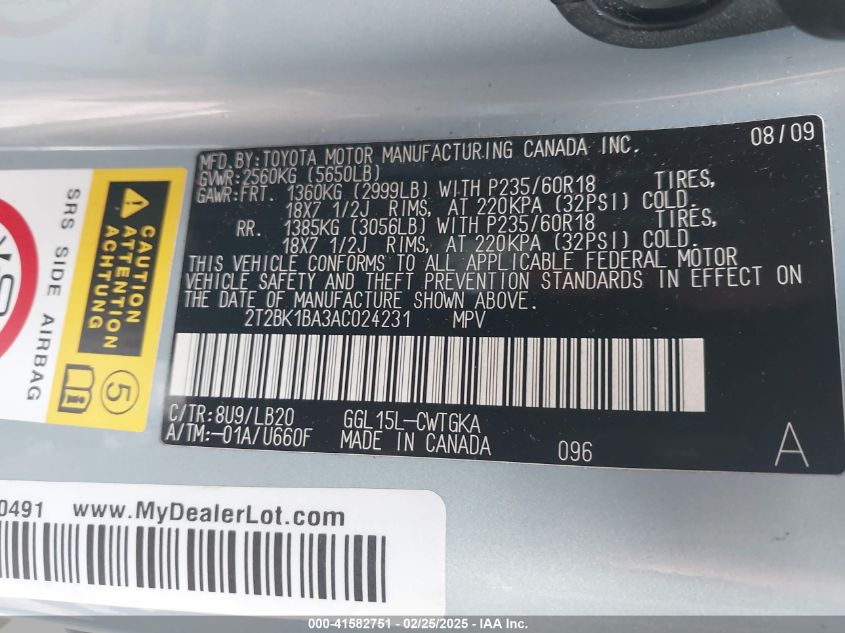 08/09
MFD.BY:TOYOTA MOTOR MANUFACTURING CANADA INC.
GVWR:2560KG (5650LB)
GAWR:FRT. 1360KG (2999LB) WITH P235/60R18 TIRES,
18X7 1/2J RIMS, AT 220KPA (32PSI) COLD.
RR. 1385KG (3056LB) WITH P235/60R18 TIRES,
18X7 1/2J RIMS, AT 220KPA (32PSI) COLD.
THIS VEHICLE CONFORMS TO ALL APPLICABLE FEDERAL MOTOR
VEHICLE SAFETY AND THEFT PREVENTION STANDARDS IN EFFECT ON
THE DATE OF MANUFACTURE SHOWN ABOVE.
2T2BK1BA3AC024231 MPV
C/TR:8U9/LB20 GGL15L-CWTGKA
A/TM:-01A/U660F MADE IN CANADA 096 A
SRS SIDE AIRBAG
CAUTION
ATTENTION
ACHTUNG
5
0491 www.MyDealerLot.com
000-41582751 - 02/25/2025 - IAA Inc.